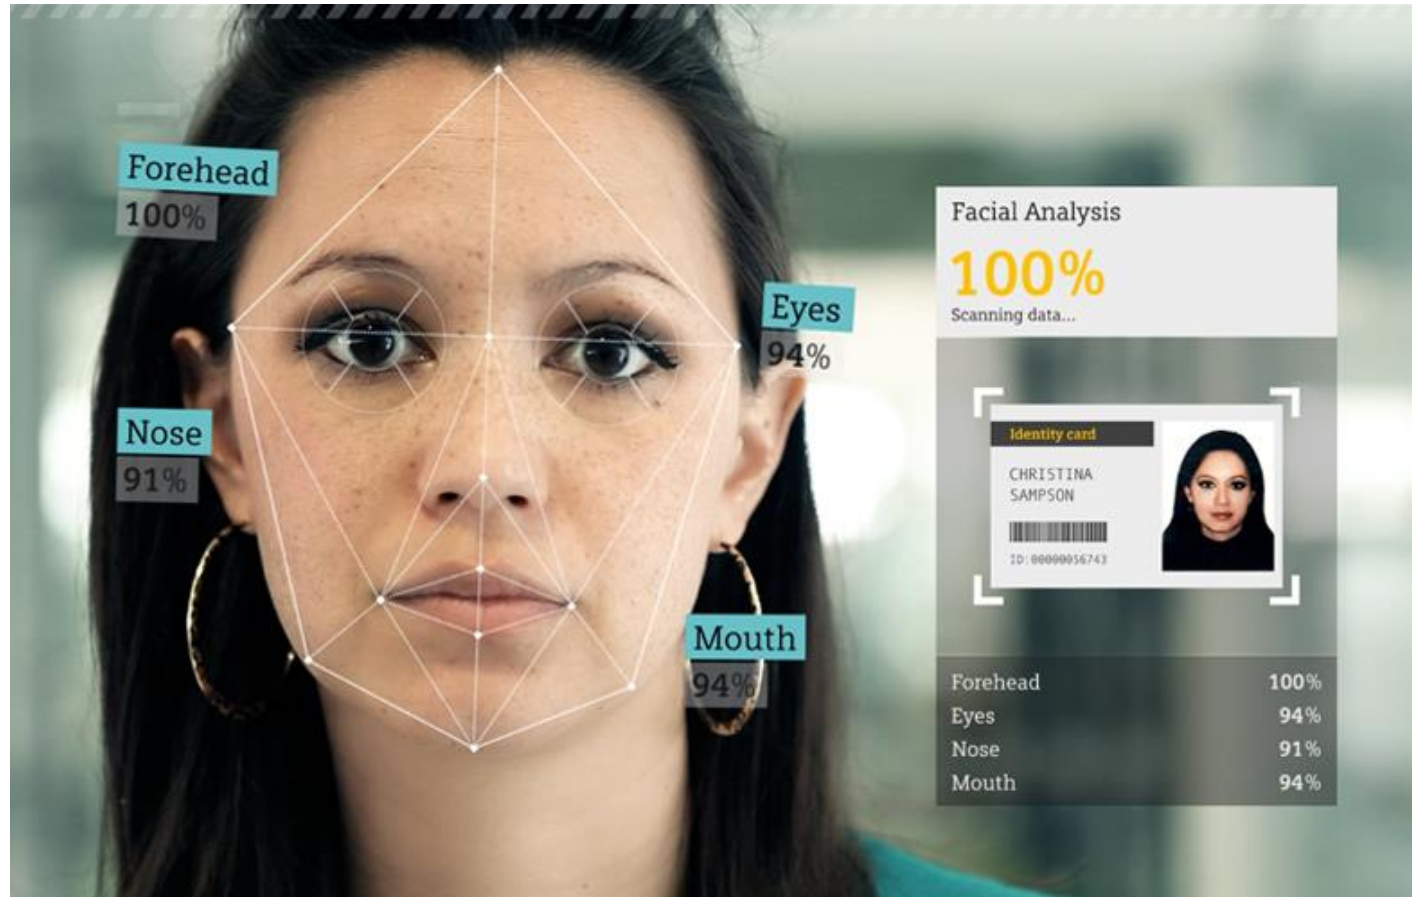 Forehead
100%
Eyes
94%
Nose
91%
Mouth
94%
Facial Analysis
100%
Scanning data...
Identity card
CHRISTINA
SAMPSON
ID:00000056743
Forehead 100%
Eyes 94%
Nose 91%
Mouth 94%